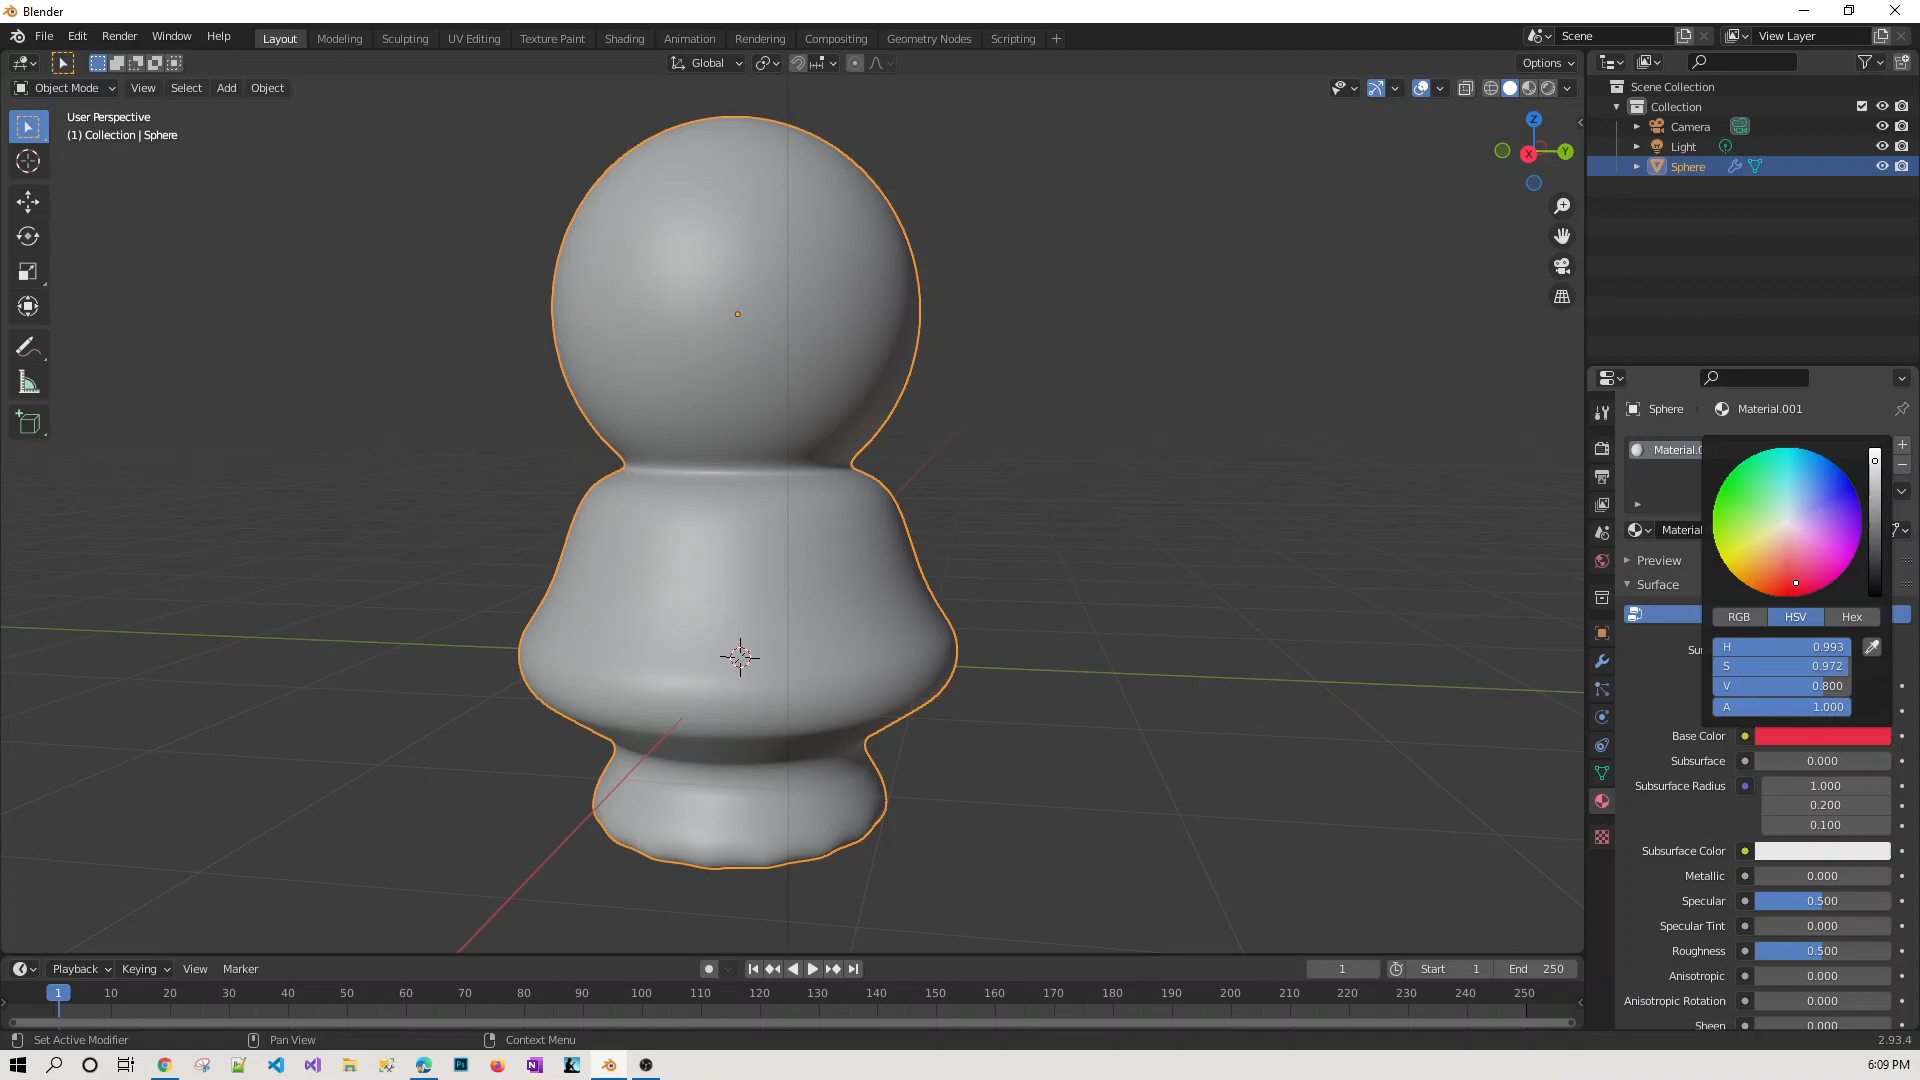 Blender
File Edit Render Window Help
Layout Modeling Sculpting UV Editing Texture Paint Shading Animation Rendering Compositing Geometry Nodes Scripting +
Scene
View Layer
Global
Options
Object Mode View Select Add Object
User Perspective
(1) Collection | Sphere
Z
Y
X
Scene Collection
Collection
Camera
Light
Sphere
Sphere › Material.001
Material.0
Material
Preview
Surface
RGB HSV Hex
Su
H 0.993
S 0.972
V 0.800
A 1.000
Base Color
Subsurface 0.000
Subsurface Radius 1.000
0.200
0.100
Subsurface Color
Metallic 0.000
Specular 0.500
Specular Tint 0.000
Roughness 0.500
Anisotropic 0.000
Anisotropic Rotation 0.000
Sheen 0.000
Playback Keying View Marker
1
Start 1
End 250
1 10 20 30 40 50 60 70 80 90 100 110 120 130 140 150 160 170 180 190 200 210 220 230 240 250
Set Active Modifier
Pan View
Context Menu
2.93.4
Ps
N
6:09 PM